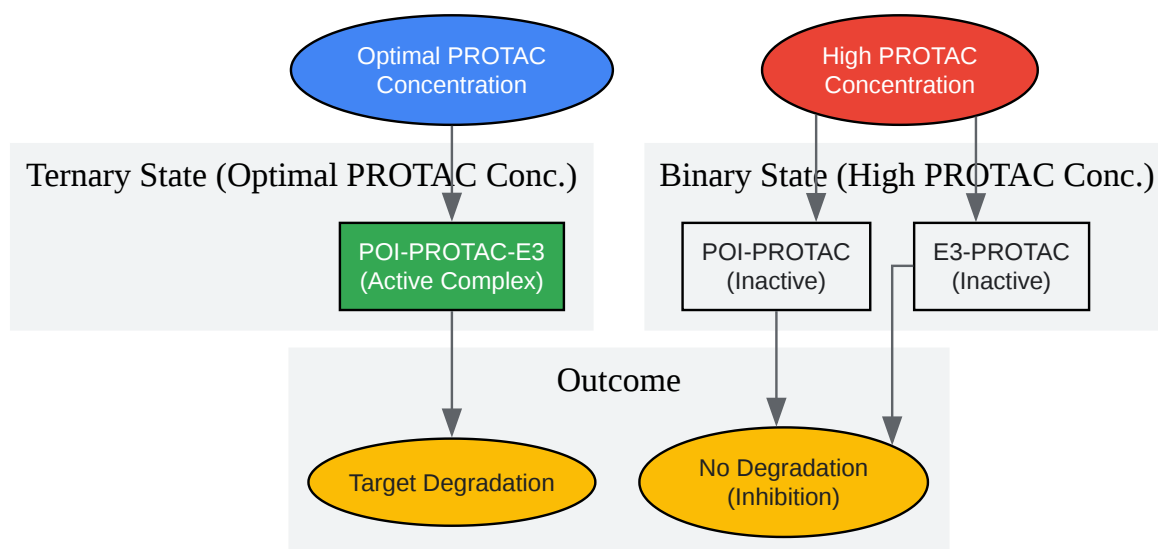 Optimal PROTAC
Concentration
High PROTAC
Concentration
Ternary State (Optimal PROTAC Conc.)
Binary State (High PROTAC Conc.)
POI-PROTAC-E3
(Active Complex)
POI-PROTAC
(Inactive)
E3-PROTAC
(Inactive)
Outcome
Target Degradation
No Degradation
(Inhibition)